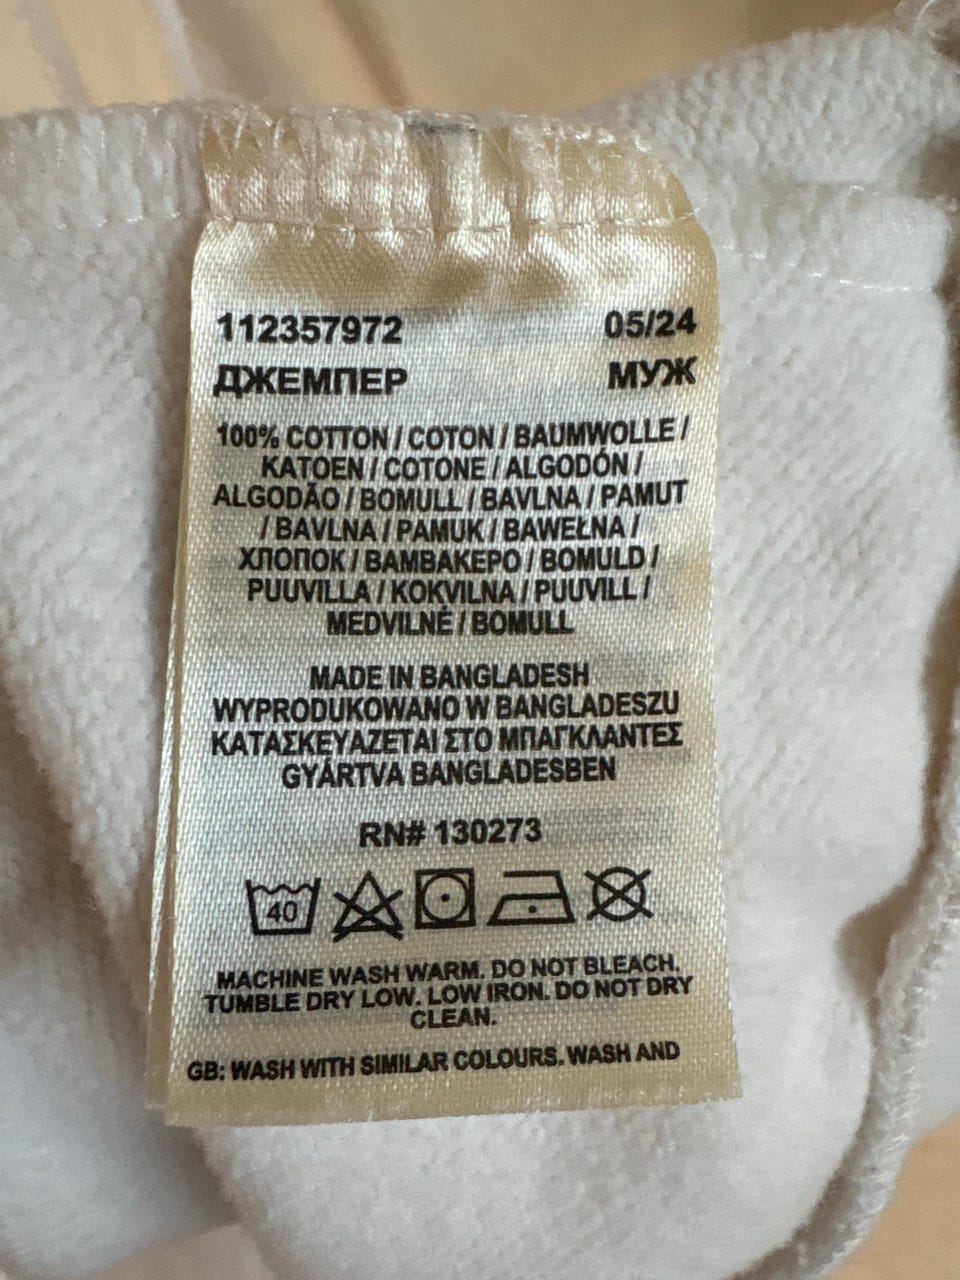 112357972 05/24
ДЖЕМПЕР МУЖ
100% COTTON / COTON / BAUMWOLLE /
KATOEN / COTONE / ALGODÓN /
ALGODÃO / BOMULL / BAVLNA / PAMUT
/ BAVLNA / PAMUK / BAWEŁNA /
ХЛОПОК / ΒΑΜΒΑΚΕΡΟ / BOMULD /
PUUVILLA / KOKVILNA / PUUVILL /
MEDVILNĖ / BOMULL
MADE IN BANGLADESH
WYPRODUKOWANO W BANGLADESZU
ΚΑΤΑΣΚΕΥΑΖΕΤΑΙ ΣΤΟ ΜΠΑΓΚΛΑΝΤΕΣ
GYÁRTVA BANGLADESBEN
RN# 130273
40
MACHINE WASH WARM. DO NOT BLEACH.
TUMBLE DRY LOW. LOW IRON. DO NOT DRY
CLEAN.
GB: WASH WITH SIMILAR COLOURS. WASH AND